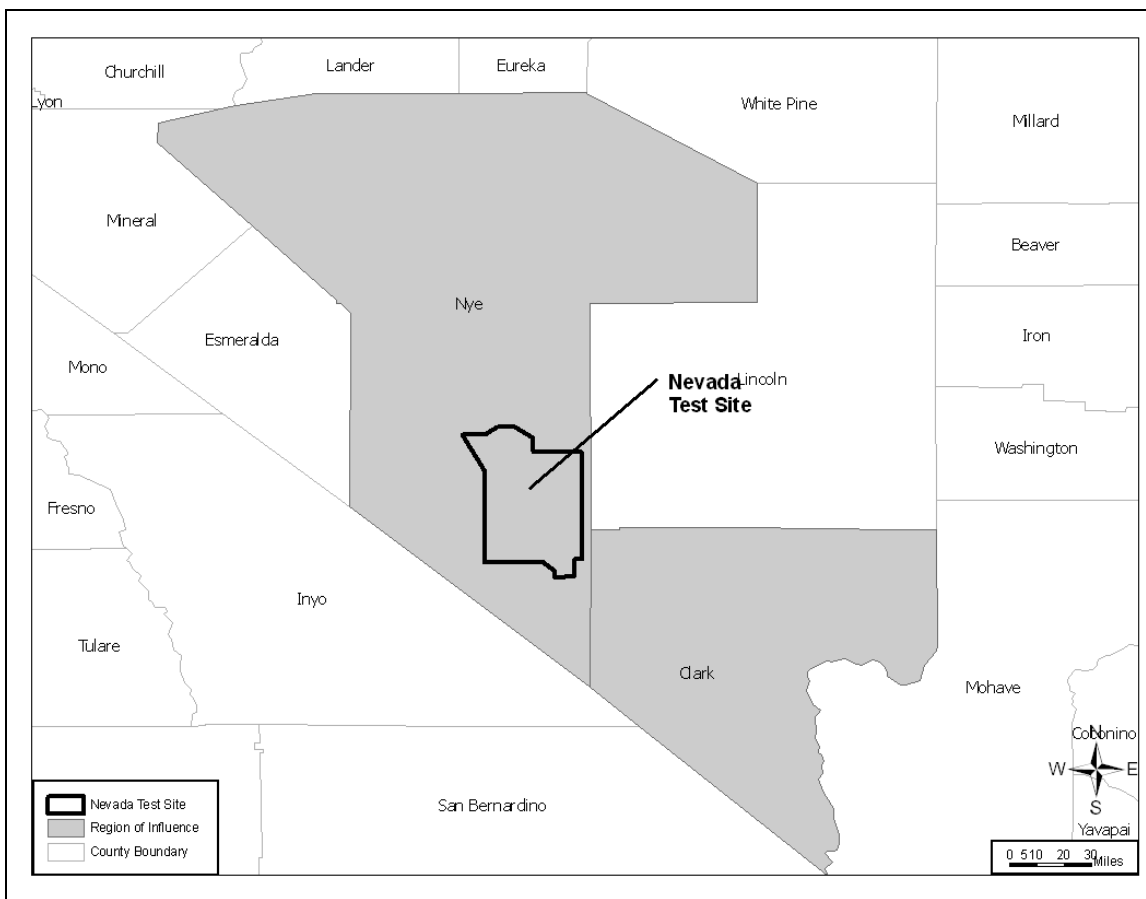 Churchill
Lander
Eureka
Lyon
White Pine
Millard
Mineral
Beaver
Nye
Esmeralda
Iron
Mono
Nevada
Test Site
Lincoln
Washington
Fresno
Inyo
Tulare
Clark
Mohave
Coconino
N
W
E
S
San Bernardino
Yavapai
Nevada Test Site
Region of Influence
County Boundary
0 5 10 20 30 Miles